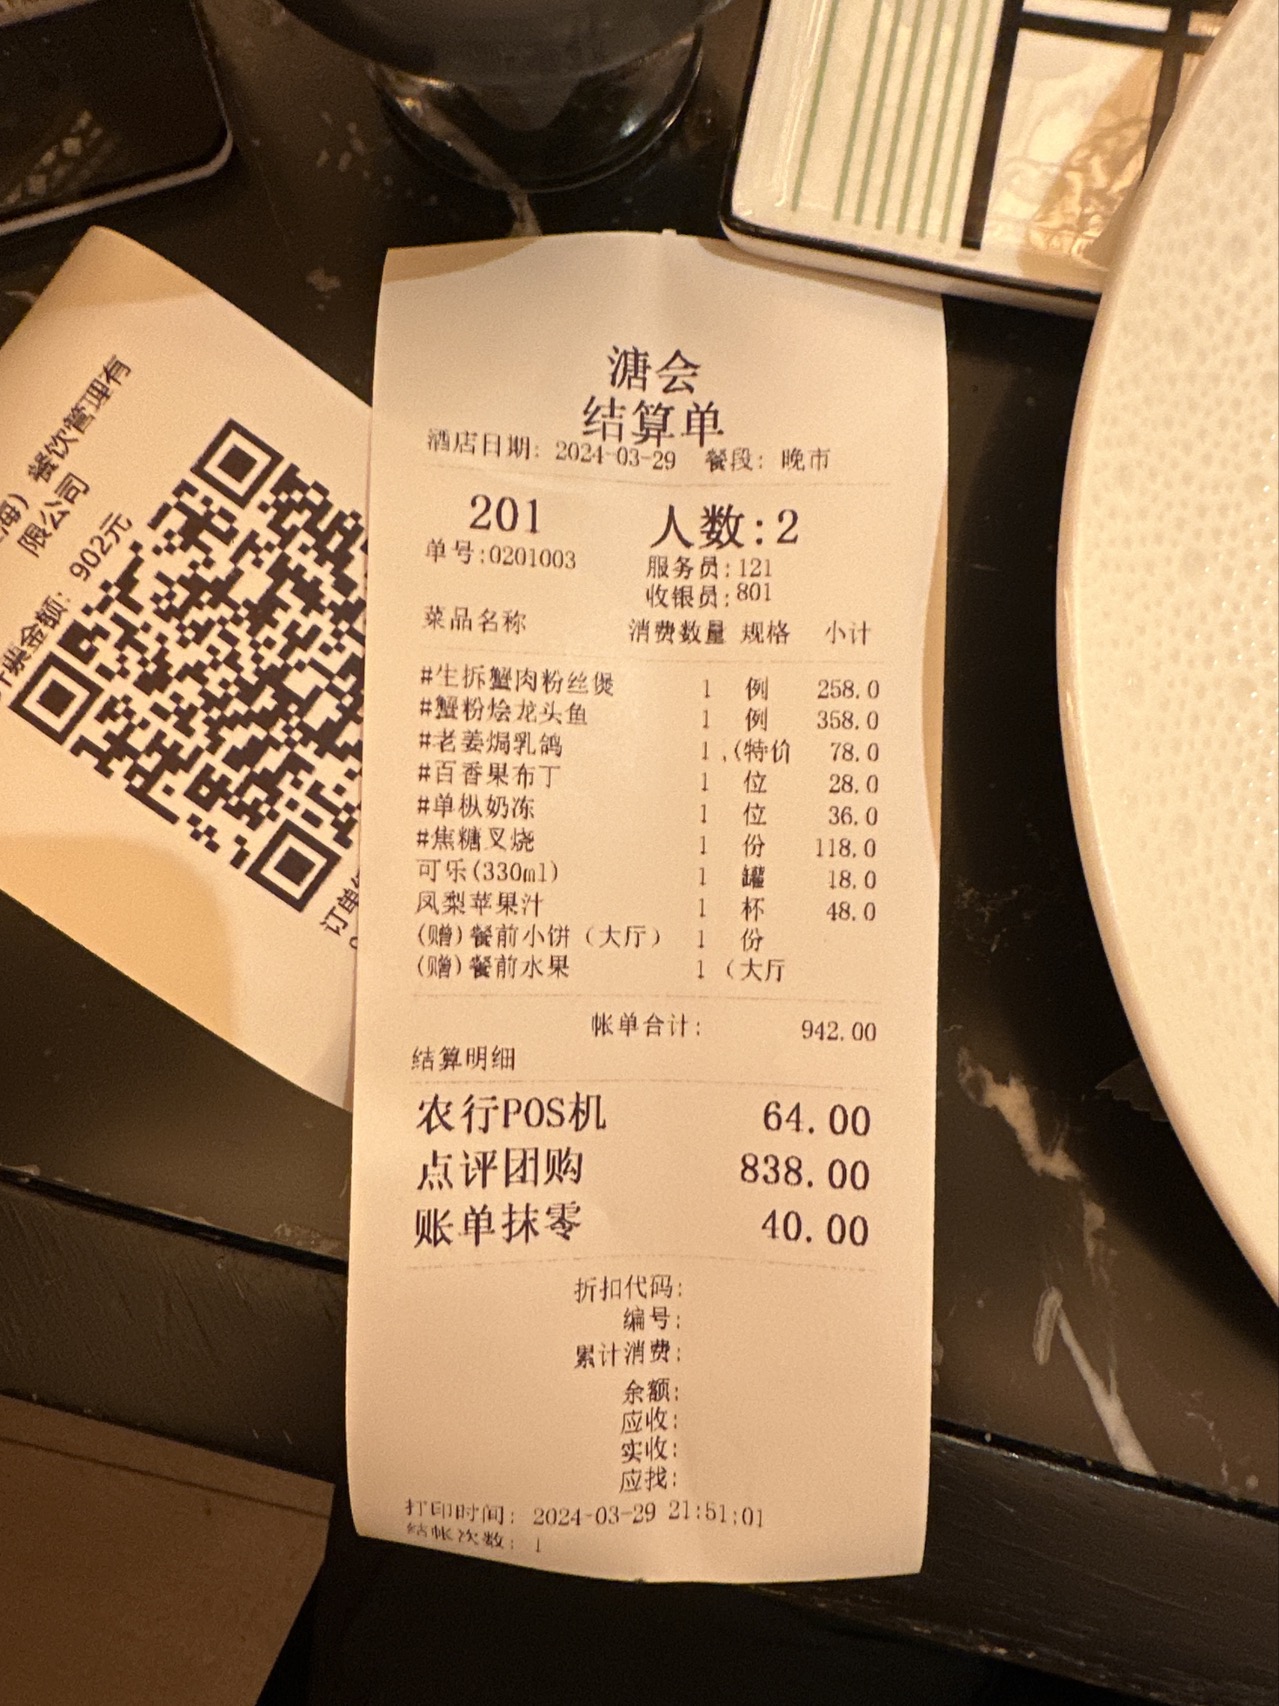 溏会
结算单
酒店日期: 2024-03-29 餐段: 晚市
201 人数:2
单号:0201003 服务员:121
收银员:801
菜品名称 消费数量 规格 小计
#生拆蟹肉粉丝煲 1 例 258.0
#蟹粉烩龙头鱼 1 例 358.0
#老姜焗乳鸽 1 .(特价 78.0
#百香果布丁 1 位 28.0
#单枞奶冻 1 位 36.0
#焦糖叉烧 1 份 118.0
可乐(330ml) 1 罐 18.0
凤梨苹果汁 1 杯 48.0
(赠)餐前小饼（大厅） 1 份
(赠)餐前水果 1 （大厅
帐单合计: 942.00
结算明细
农行POS机 64.00
点评团购 838.00
账单抹零 40.00
折扣代码:
编号:
累计消费:
余额:
应收:
实收:
应找:
打印时间: 2024-03-29 21:51:01
结帐次数: 1
海）餐饮管理有
限公司
票金额: 902元
订单